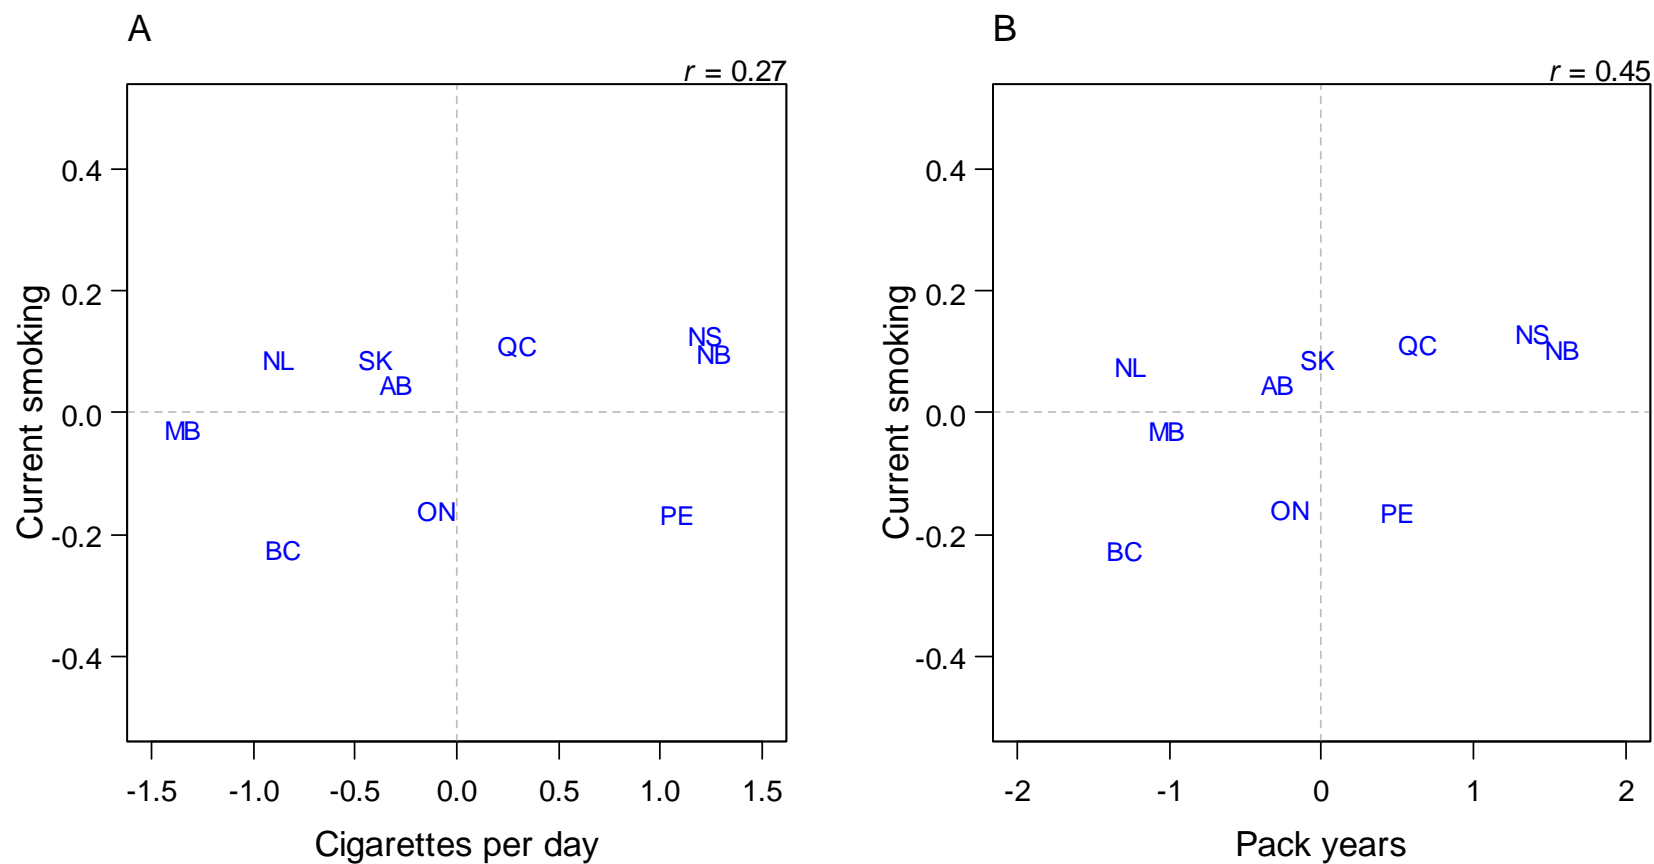 A
r = 0.27
Current smoking
0.4
0.2
0.0
-0.2
-0.4
NL
SK
AB
QC
NS
NB
MB
ON
PE
BC
-1.5 -1.0 -0.5 0.0 0.5 1.0 1.5
Cigarettes per day
B
r = 0.45
Current smoking
0.4
0.2
0.0
-0.2
-0.4
NL
SK
AB
QC
NS
NB
MB
ON
PE
BC
-2 -1 0 1 2
Pack years